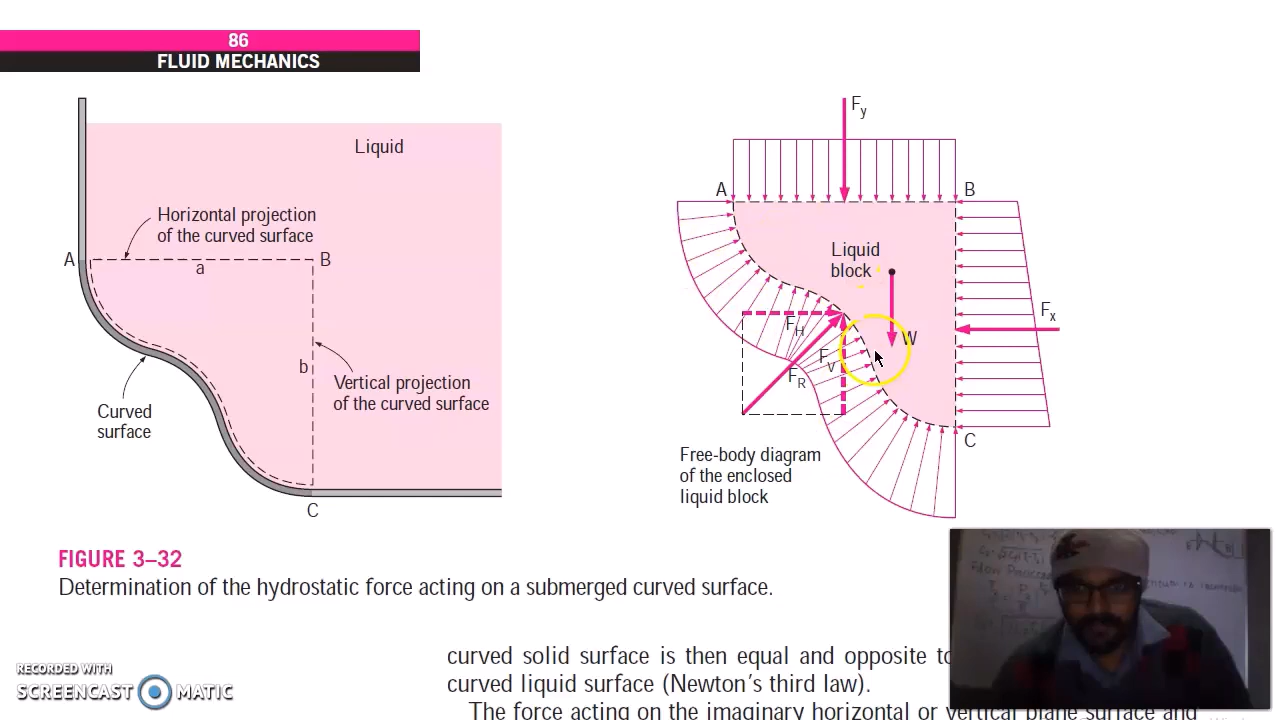 86
FLUID MECHANICS
Liquid
Horizontal projection
of the curved surface
A
a
B
b
Vertical projection
of the curved surface
Curved
surface
C
Fy
A
B
Liquid
block
Fx
W
FH
FV
FR
C
Free-body diagram
of the enclosed
liquid block
FIGURE 3–32
Determination of the hydrostatic force acting on a submerged curved surface.
curved solid surface is then equal and opposite to
curved liquid surface (Newton's third law).
The force acting on the imaginary horizontal or vertical plane surface and
RECORDED WITH
SCREENCAST MATIC